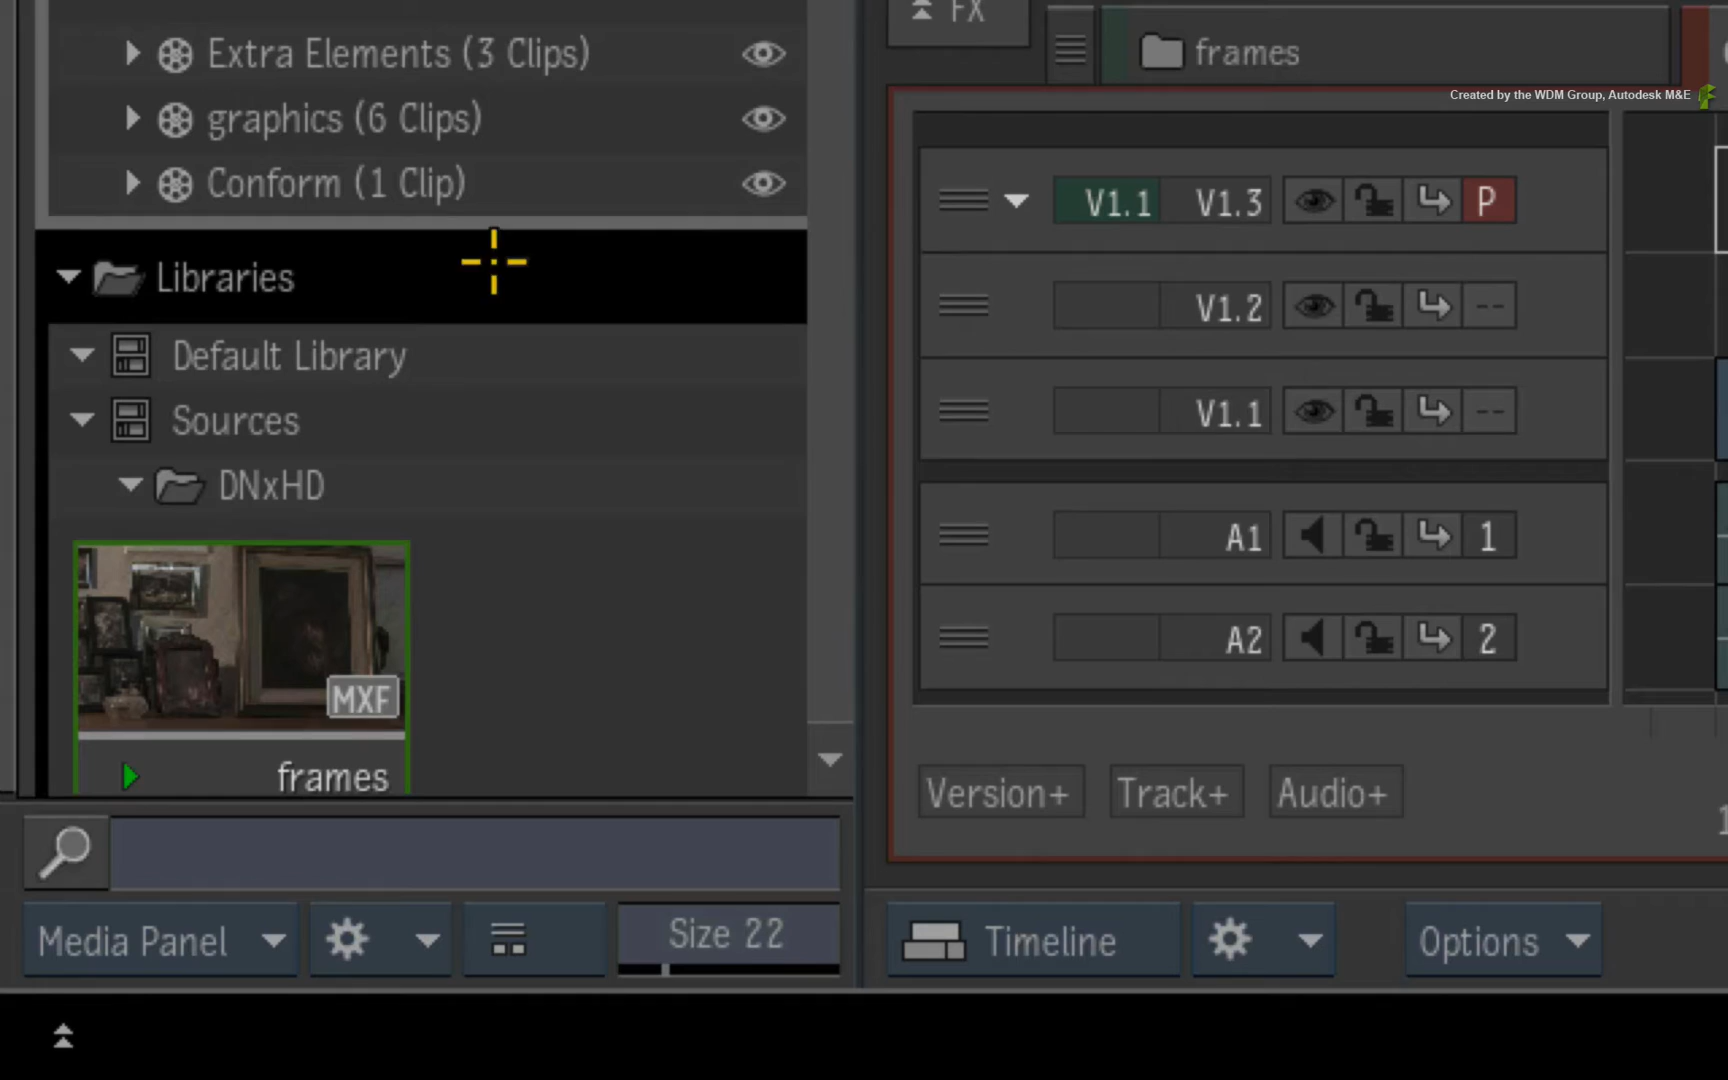 Extra Elements (3 Clips)
graphics (6 Clips)
Conform (1 Clip)
Libraries
Default Library
Sources
DNxHD
MXF
frames
Media Panel
Size 22
FX
frames
Created by the WDM Group, Autodesk M&E
V1.1 V1.3 P
V1.2 --
V1.1 --
A1 1
A2 2
Version+ Track+ Audio+
Timeline
Options